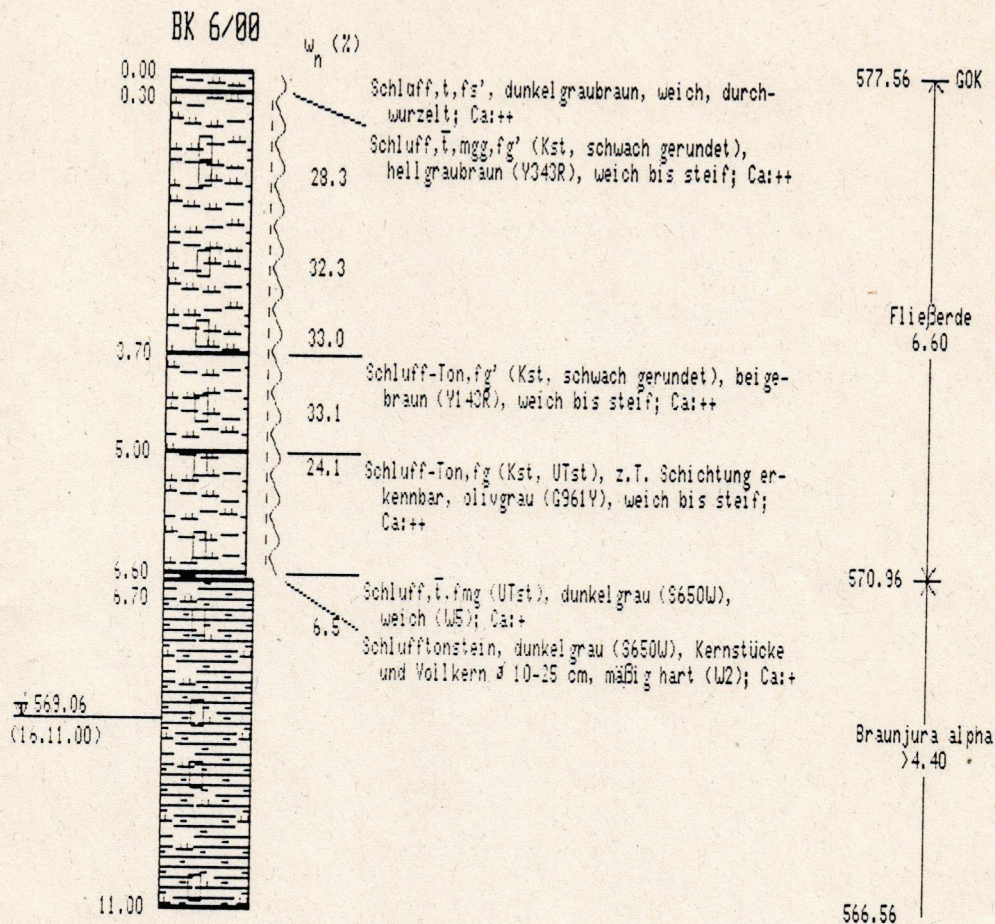 BK 6/00
w n (%)
0.00
0.30
Schluff,t,fs', dunkelgraubraun, weich, durch-
wurzelt; Ca:++
Schluff,t̄,mgg,fg' (Kst, schwach gerundet),
hellgraubraun (Y343R), weich bis steif; Ca:++
28.3
32.3
33.0
3.70
Schluff-Ton,fg' (Kst, schwach gerundet), beige-
braun (Y143R), weich bis steif; Ca:++
33.1
5.00
24.1
Schluff-Ton,fg (Kst, UTst), z.T. Schichtung er-
kennbar, olivgrau (G961Y), weich bis steif;
Ca:++
6.60
6.70
Schluff,t̄,fmg (UTst), dunkelgrau (S650W),
weich (W5); Ca:+
6.5
Schlufftonstein, dunkelgrau (S650W), Kernstücke
und Vollkern 10-25 cm, mäßig hart (W2); Ca:+
569.06
(16.11.00)
11.00
577.56 GOK
Fließerde
6.60
570.96
Braunjura alpha
>4.40
566.56